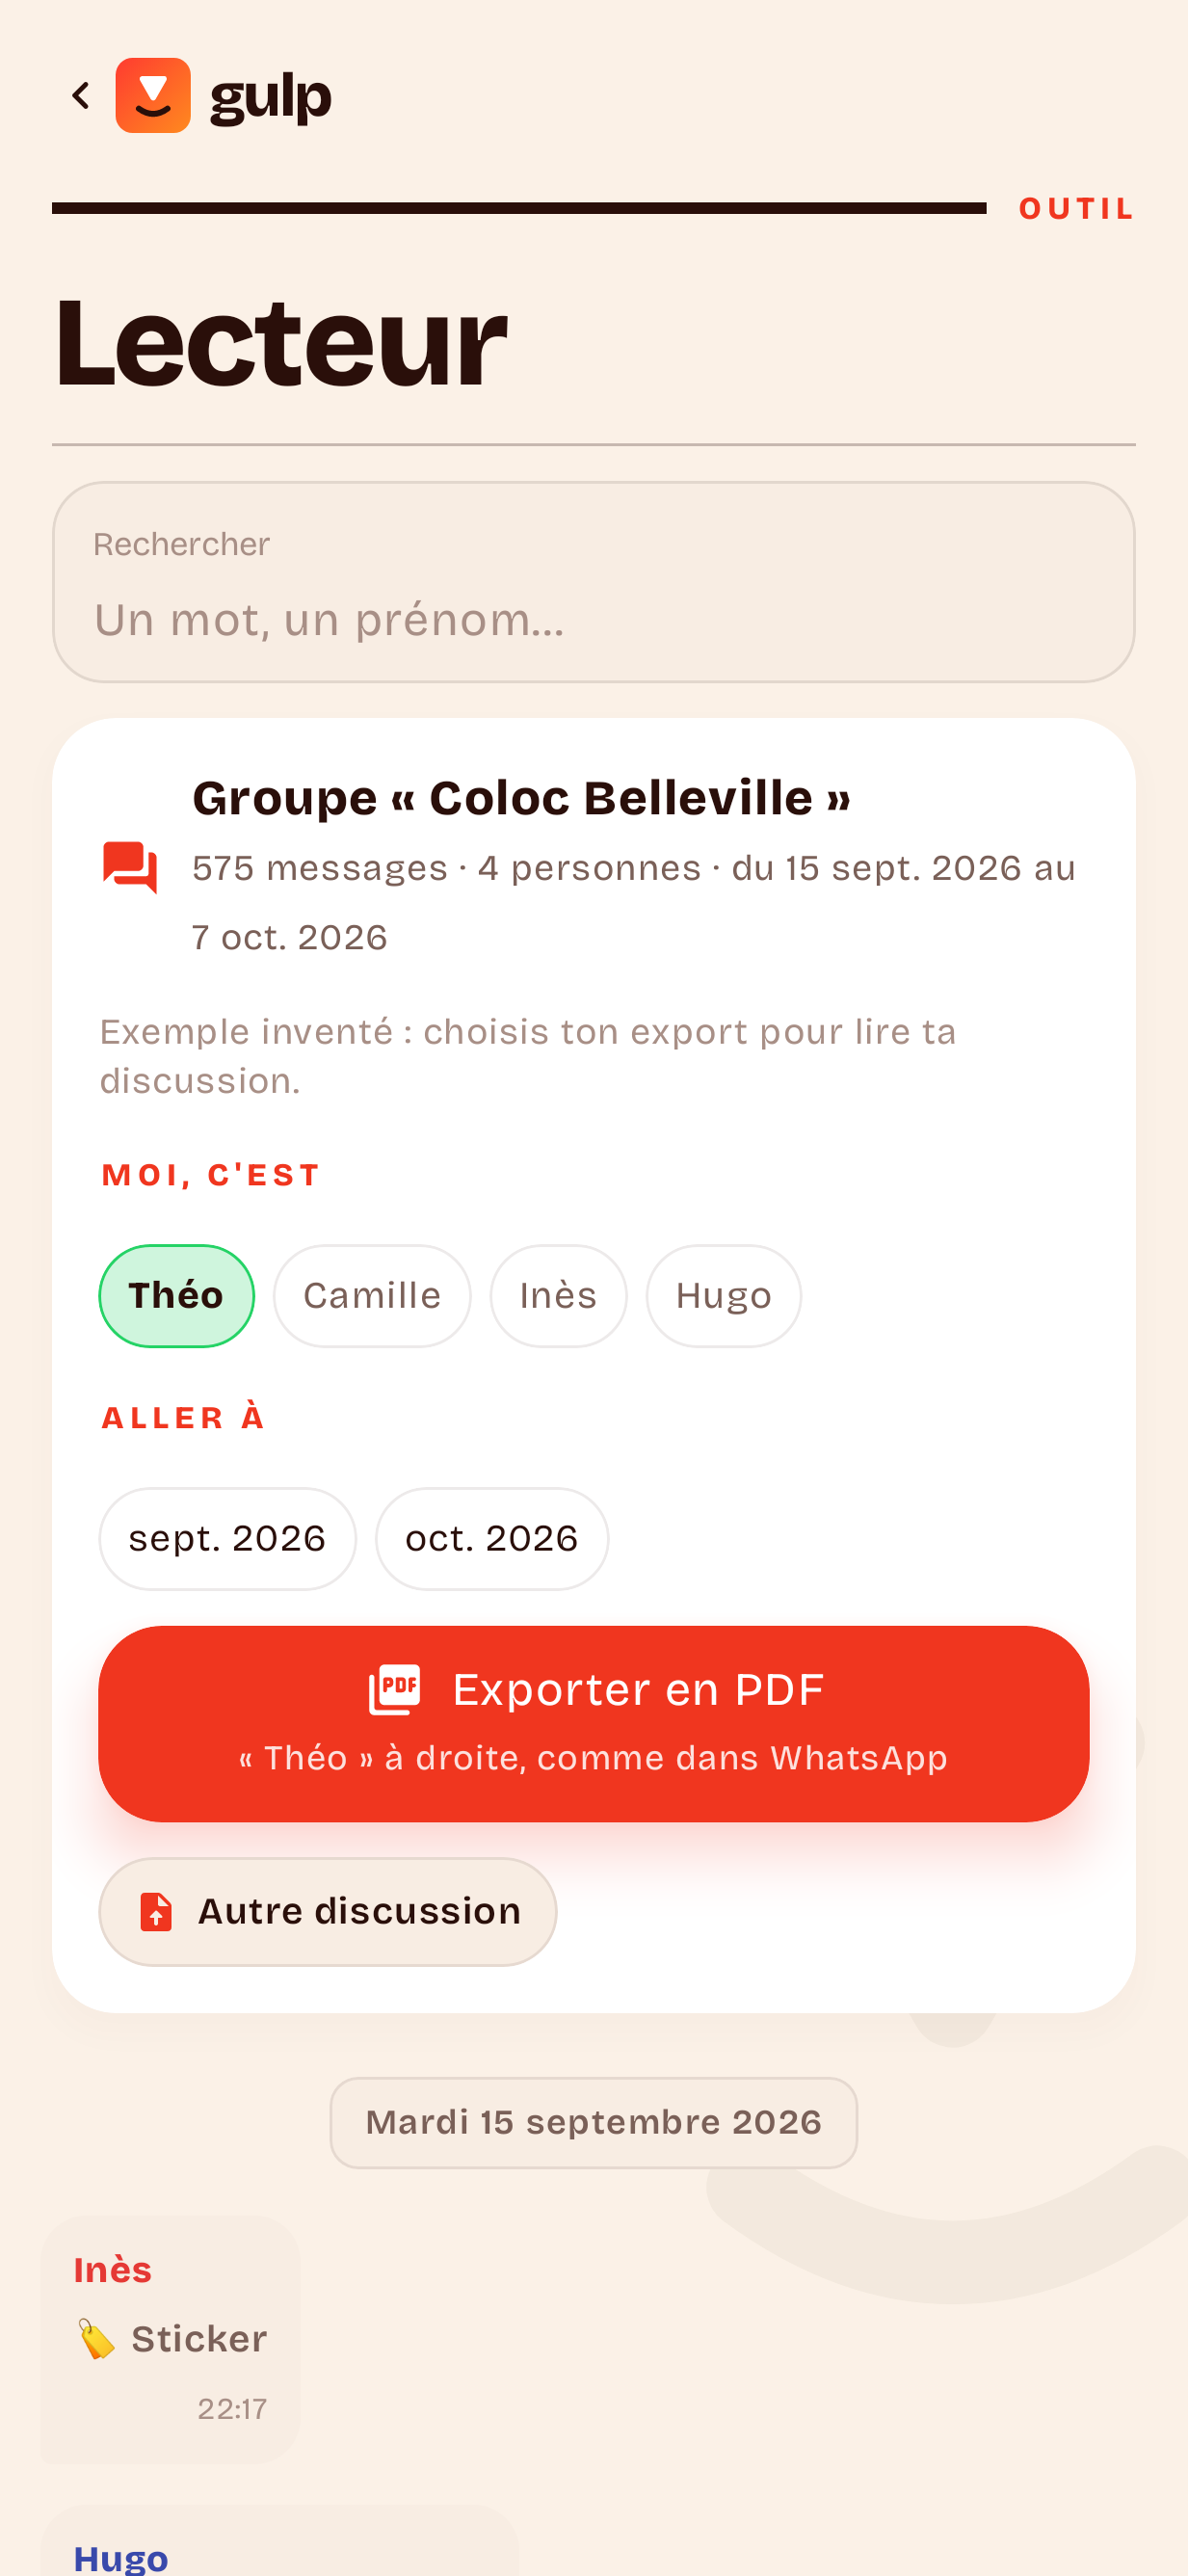 gulp
OUTIL
Lecteur
Rechercher
Un mot, un prénom...
Groupe « Coloc Belleville »
575 messages · 4 personnes · du 15 sept. 2026 au
7 oct. 2026
Exemple inventé : choisis ton export pour lire ta
discussion.
MOI, C'EST
Théo Camille Inès Hugo
ALLER À
sept. 2026 oct. 2026
PDF Exporter en PDF
« Théo » à droite, comme dans WhatsApp
Autre discussion
Mardi 15 septembre 2026
Inès
Sticker
22:17
Hugo